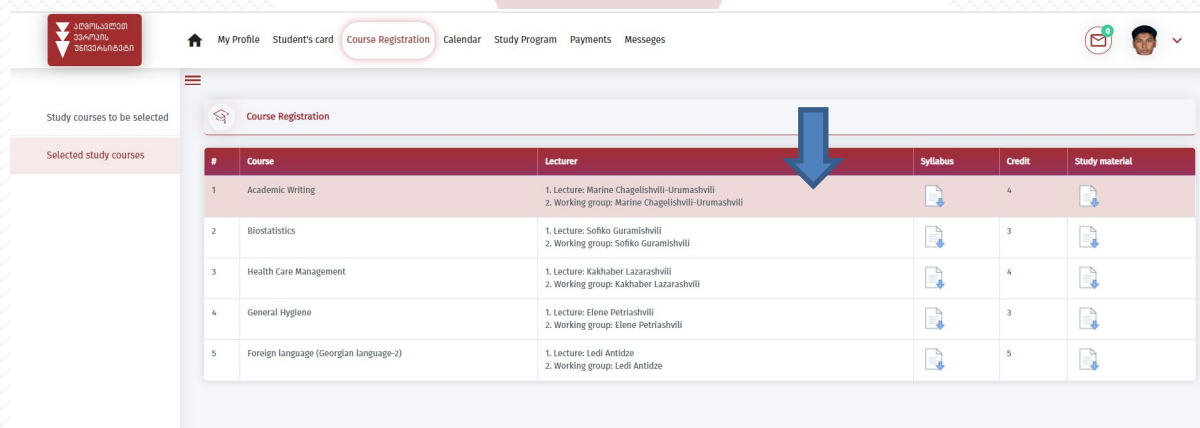 აღმოსავლეთ
ევროპის
უნივერსიტეტი
My Profile Student's card Course Registration Calendar Study Program Payments Messeges
0
Study courses to be selected
Selected study courses
Course Registration
# Course Lecturer Syllabus Credit Study material
1 Academic Writing 1. Lecture: Marine Chagelishvili-Urumashvili 4
2. Working group: Marine Chagelishvili-Urumashvili
2 Biostatistics 1. Lecture: Sofiko Guramishvili 3
2. Working group: Sofiko Guramishvili
3 Health Care Management 1. Lecture: Kakhaber Lazarashvili 4
2. Working group: Kakhaber Lazarashvili
4 General Hygiene 1. Lecture: Elene Petriashvili 3
2. Working group: Elene Petriashvili
5 Foreign language (Georgian language-2) 1. Lecture: Ledi Antidze 5
2. Working group: Ledi Antidze